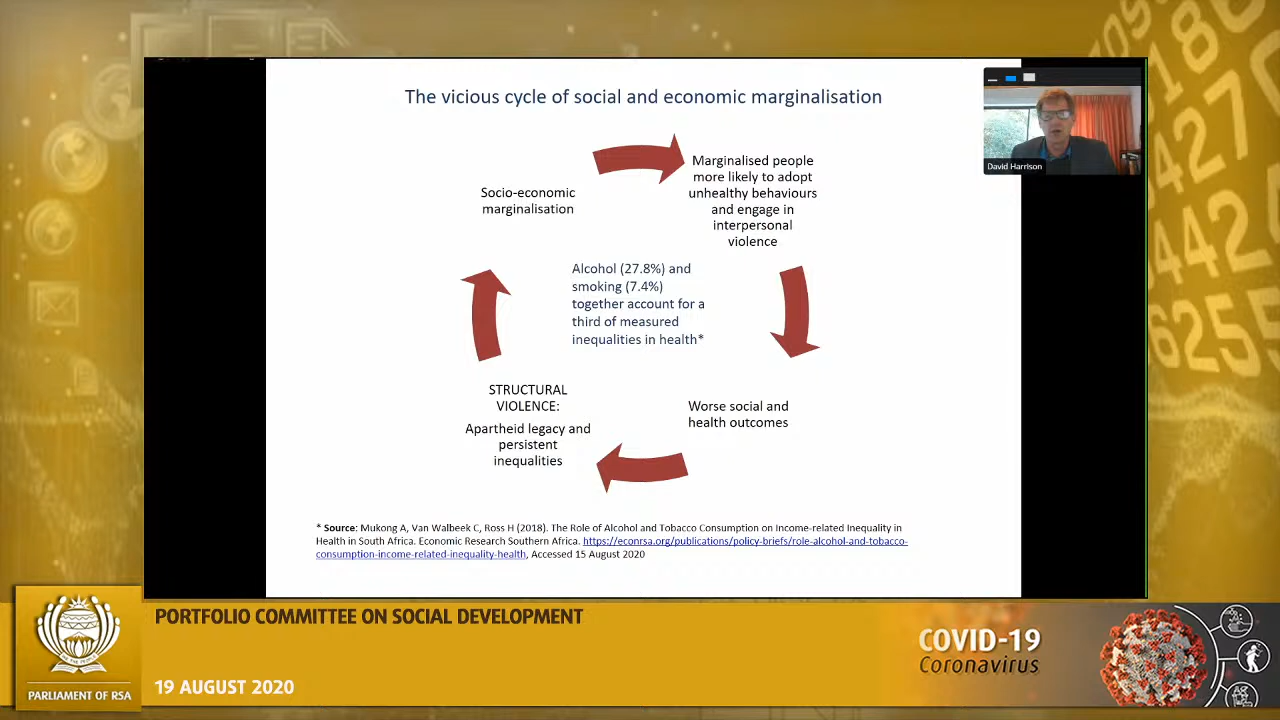 The vicious cycle of social and economic marginalisation
David Harrison
Socio-economic
marginalisation
Marginalised people
more likely to adopt
unhealthy behaviours
and engage in
interpersonal
violence
Alcohol (27.8%) and
smoking (7.4%)
together account for a
third of measured
inequalities in health*
STRUCTURAL
VIOLENCE:
Apartheid legacy and
persistent
inequalities
Worse social and
health outcomes
* Source: Mukong A, Van Walbeek C, Ross H (2018). The Role of Alcohol and Tobacco Consumption on Income-related Inequality in
Health in South Africa. Economic Research Southern Africa. https://econrsa.org/publications/policy-briefs/role-alcohol-and-tobacco-
consumption-income-related-inequality-health, Accessed 15 August 2020
PORTFOLIO COMMITTEE ON SOCIAL DEVELOPMENT
19 AUGUST 2020
PARLIAMENT OF RSA
COVID-19
Coronavirus